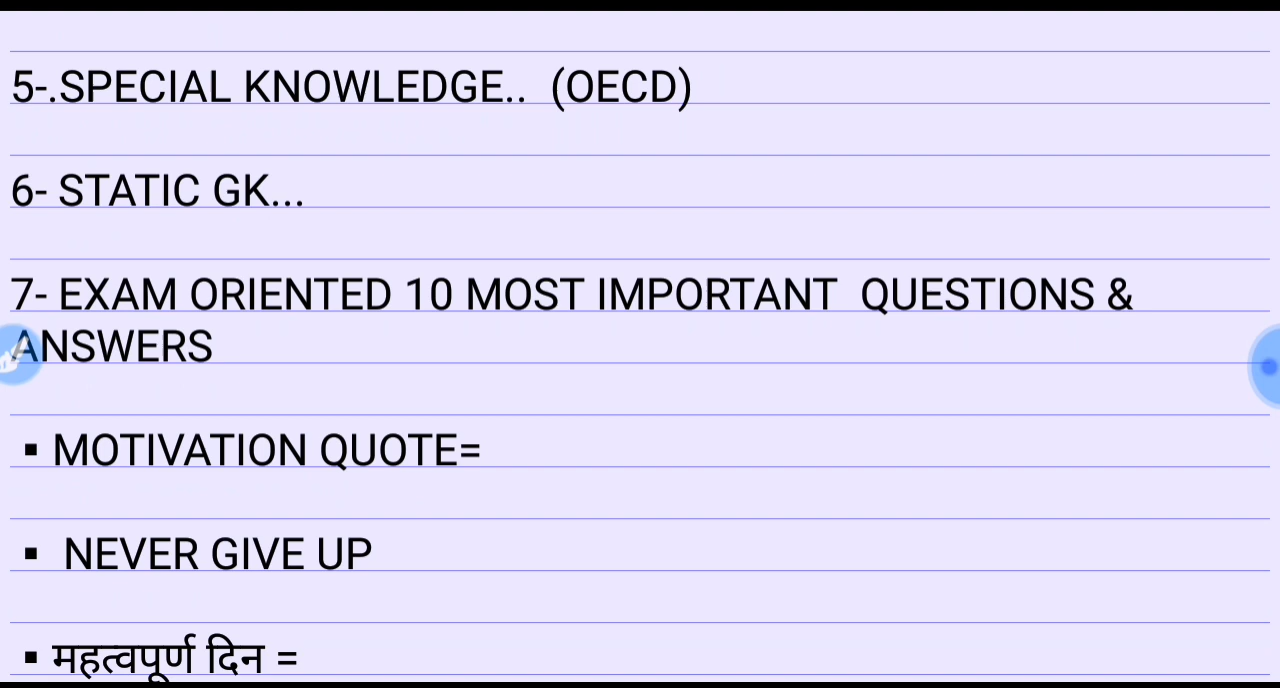 5-.SPECIAL KNOWLEDGE..  (OECD)
6- STATIC GK...
7- EXAM ORIENTED 10 MOST IMPORTANT  QUESTIONS &
ANSWERS
▪ MOTIVATION QUOTE=
▪  NEVER GIVE UP
▪ महत्वपूर्ण दिन =